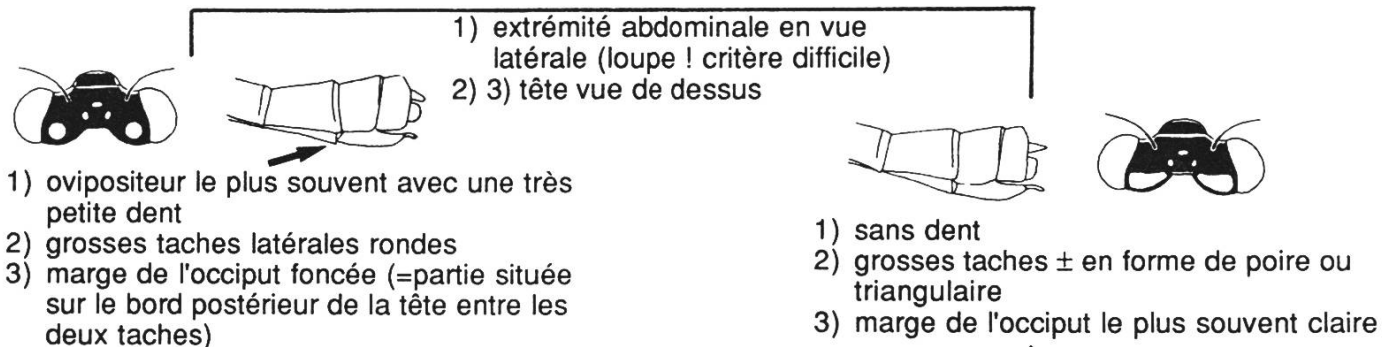 1) extrémité abdominale en vue
latérale (loupe ! critère difficile)
2) 3) tête vue de dessus
1) ovipositeur le plus souvent avec une très
petite dent
2) grosses taches latérales rondes
3) marge de l'occiput foncée (=partie située
sur le bord postérieur de la tête entre les
deux taches)
1) sans dent
2) grosses taches ± en forme de poire ou
triangulaire
3) marge de l'occiput le plus souvent claire